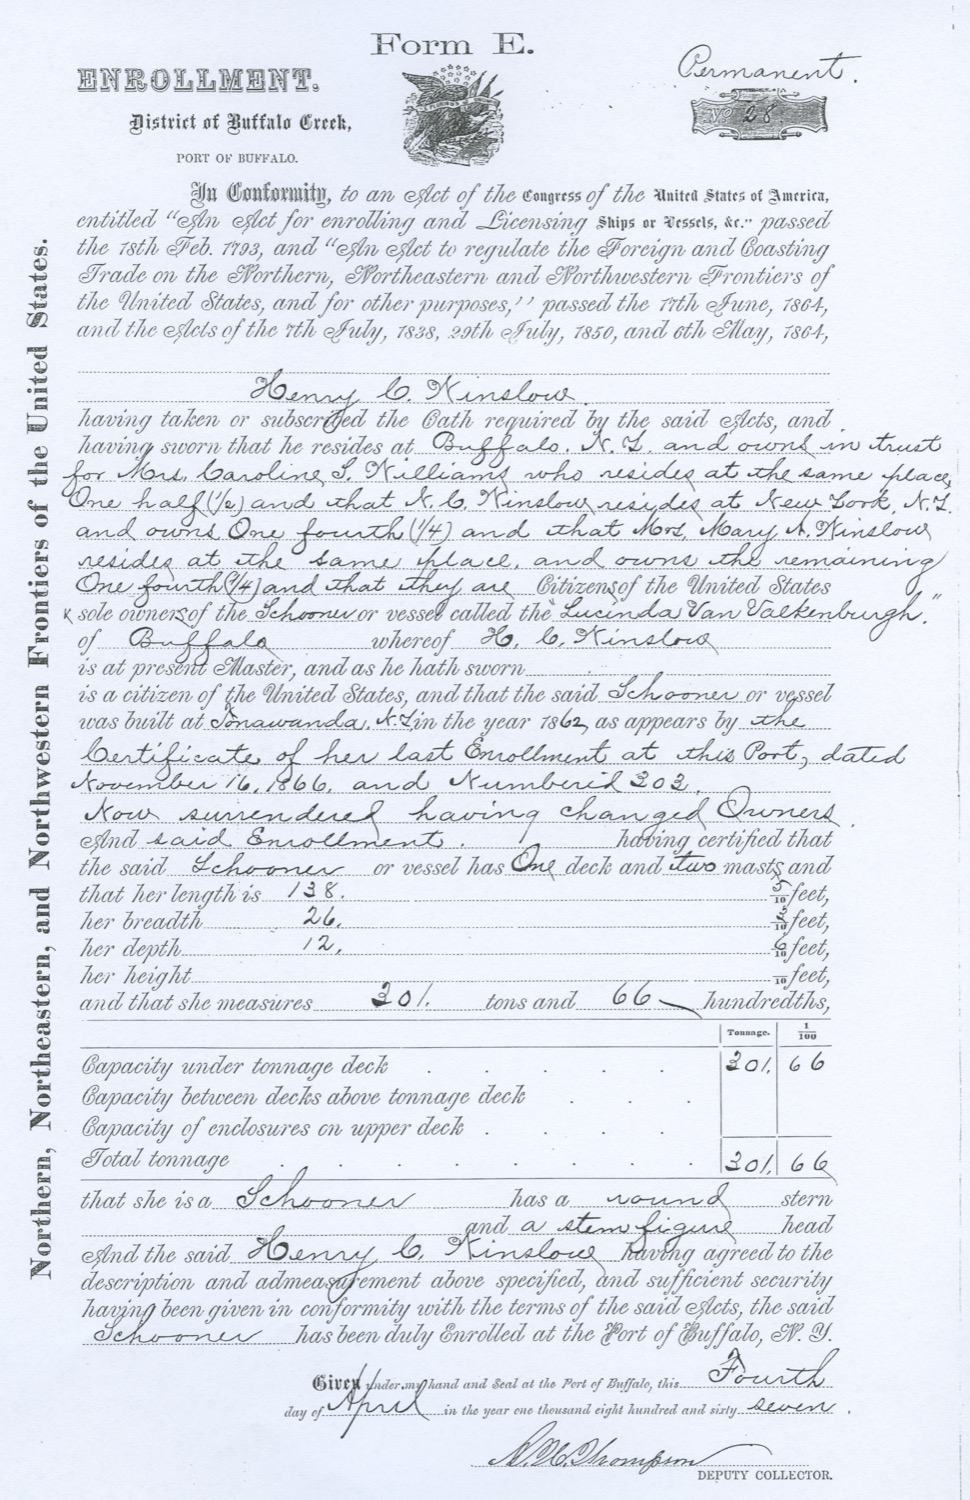 Form E.
Permanent.
ENROLLMENT.
No 28
District of Buffalo Creek,
PORT OF BUFFALO.
Northern, Northeastern, and Northwestern Frontiers of the United States.
In Conformity, to an Act of the Congress of the United States of America,
entitled "An Act for enrolling and Licensing Ships or Vessels, &c." passed
the 18th Feb. 1793, and "An Act to regulate the Foreign and Coasting
Trade on the Northern, Northeastern and Northwestern Frontiers of
the United States, and for other purposes,'' passed the 17th June, 1864,
and the Acts of the 7th July, 1838, 29th July, 1850, and 6th May, 1864,
Henry C. Winslow.
having taken or subscribed the Oath required by the said Acts, and
having sworn that he resides at Buffalo. N. Y. and owns in trust
for Mrs. Caroline S. Williams who resides at the same place
One half (1/2) and that N. C. Winslow resides at New York, N. Y.
and owns One fourth (1/4) and that Mrs. Mary A. Winslow
resides at the same place, and owns the remaining
One fourth (1/4) and that they are Citizens of the United States
x sole owners of the Schooner or vessel called the "Lucinda Van Valkenburgh."
of Buffalo whereof H. C. Winslow
is at present Master, and as he hath sworn
is a citizen of the United States, and that the said Schooner or vessel
was built at Tonawanda, N.Y. in the year 1862, as appears by the
Certificate of her last Enrollment at this Port, dated
November 16, 1866, and Numbered 303.
Now surrendered having changed Owners.
And said Enrollment. having certified that
the said Schooner or vessel has One deck and two masts and
that her length is 138. 5/10 feet,
her breadth 26. /10 feet,
her depth 12. 6/10 feet,
her height /10 feet,
and that she measures 301. tons and 66 hundredths,
Tonnage. 1/100
Capacity under tonnage deck 301. 66
Capacity between decks above tonnage deck
Capacity of enclosures on upper deck
Total tonnage 301. 66
that she is a Schooner has a round stern
and a stem figure head
And the said Henry C. Winslow having agreed to the
description and admeasurement above specified, and sufficient security
having been given in conformity with the terms of the said Acts, the said
Schooner has been duly Enrolled at the Port of Buffalo, N. Y.
Given under my hand and Seal at the Port of Buffalo, this Fourth
day of April in the year one thousand eight hundred and sixty seven.
Thompson
DEPUTY COLLECTOR.